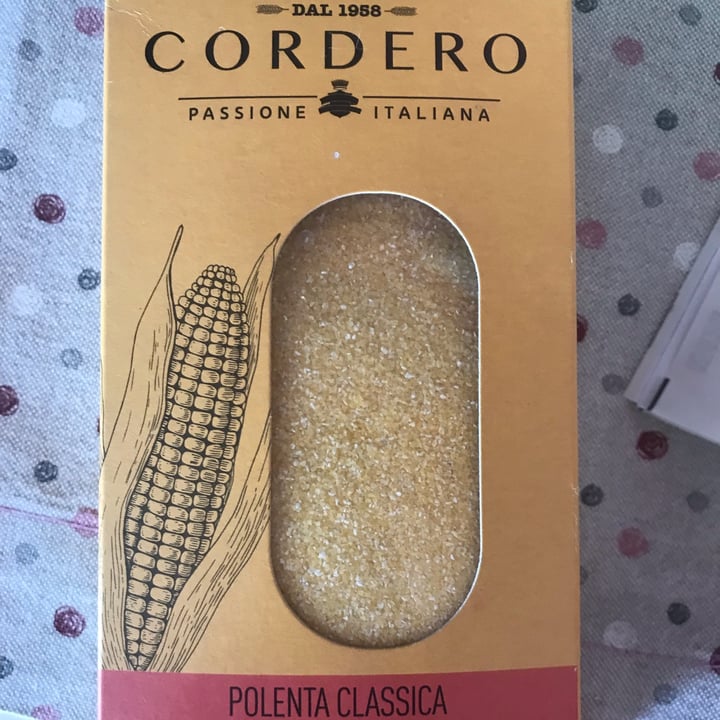 DAL 1958
CORDERO
PASSIONE ITALIANA
POLENTA CLASSICA